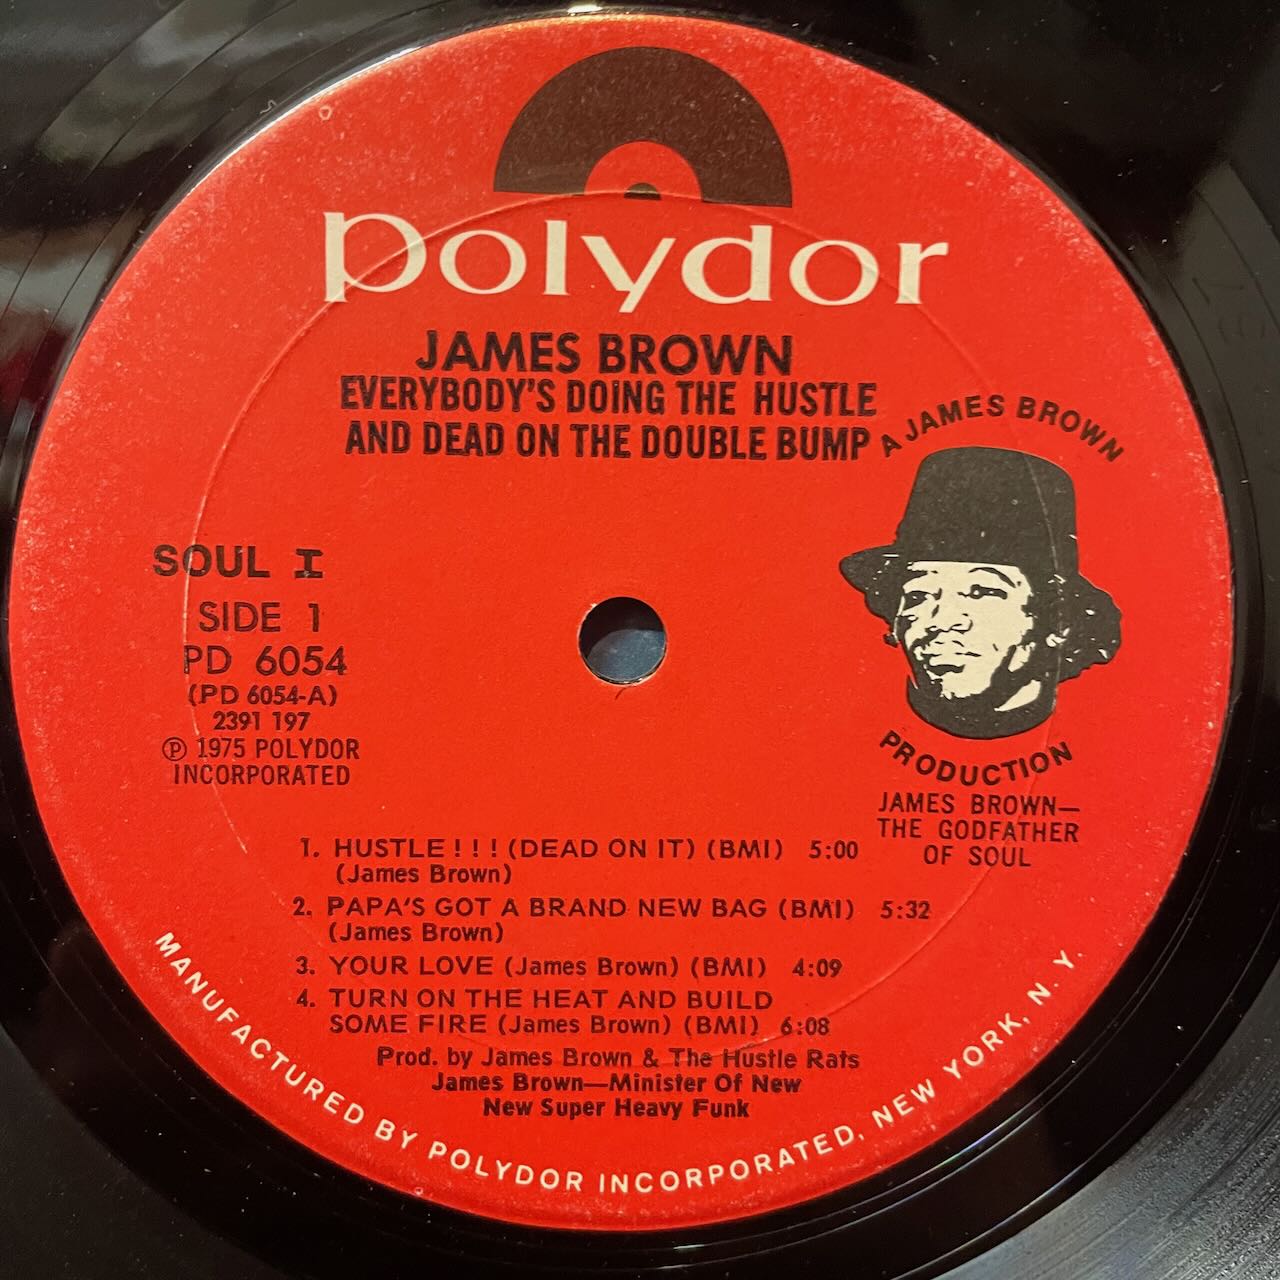 polydor
JAMES BROWN
EVERYBODY'S DOING THE HUSTLE
AND DEAD ON THE DOUBLE BUMP
A JAMES BROWN
PRODUCTION
JAMES BROWN—
THE GODFATHER
OF SOUL
SOUL I
SIDE 1
PD 6054
(PD 6054-A)
2391 197
℗ 1975 POLYDOR
INCORPORATED
1. HUSTLE!!! (DEAD ON IT) (BMI) 5:00
(James Brown)
2. PAPA'S GOT A BRAND NEW BAG (BMI) 5:32
(James Brown)
3. YOUR LOVE (James Brown) (BMI) 4:09
4. TURN ON THE HEAT AND BUILD
SOME FIRE (James Brown) (BMI) 6:08
Prod. by James Brown & The Hustle Rats
James Brown—Minister Of New
New Super Heavy Funk
MANUFACTURED BY POLYDOR INCORPORATED, NEW YORK, N. Y.